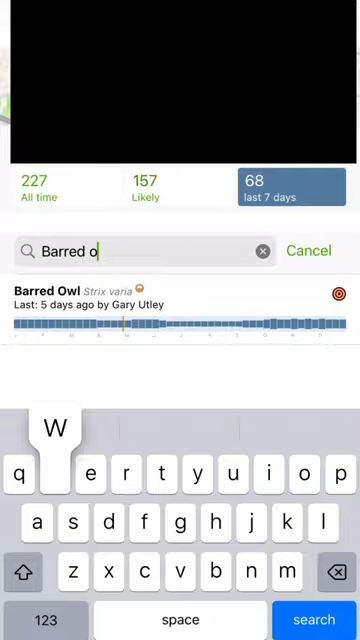 227 157 68
All time Likely last 7 days
Barred o Cancel
Barred Owl Strix varia
Last: 5 days ago by Gary Utley
J F M A M J J A S O N D
W
q e r t y u i o p
a s d f g h j k l
z x c v b n m
123 space search